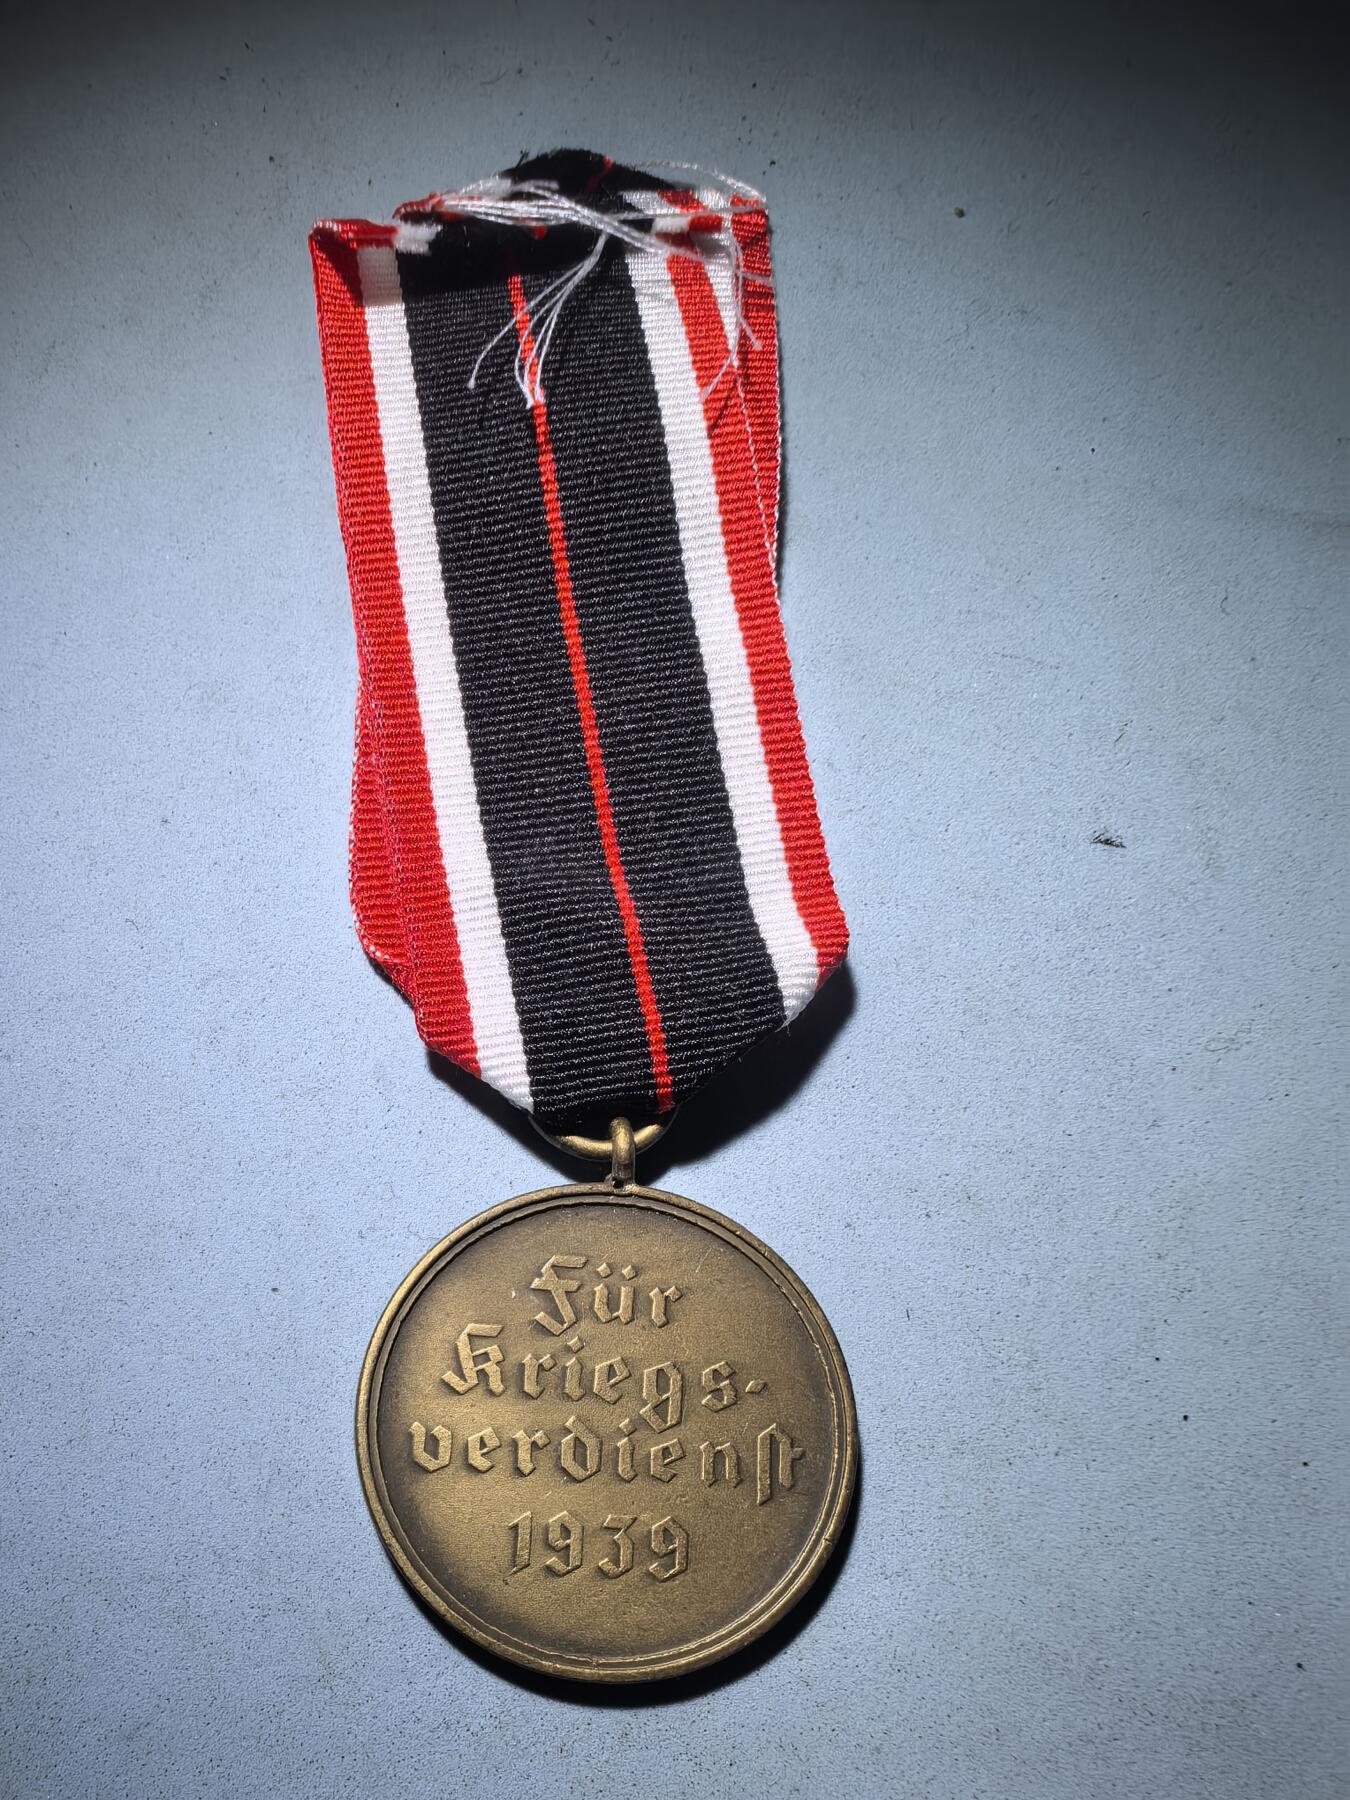 Für
Kriegs-
verdienst
1939